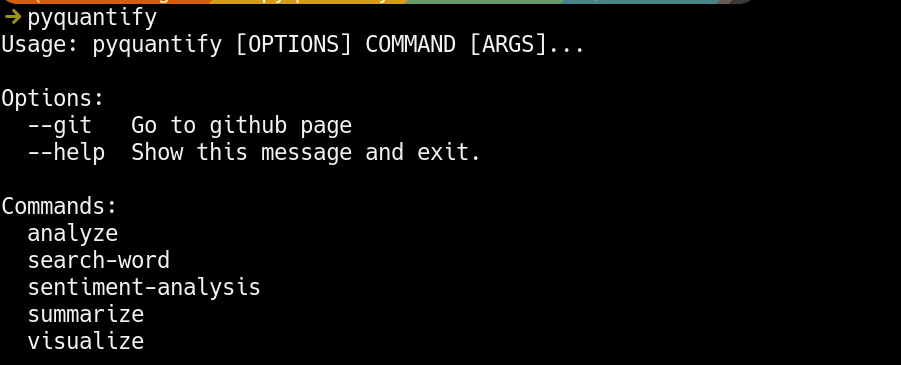 → pyquantify
Usage: pyquantify [OPTIONS] COMMAND [ARGS]...

Options:
  --git   Go to github page
  --help  Show this message and exit.

Commands:
  analyze
  search-word
  sentiment-analysis
  summarize
  visualize